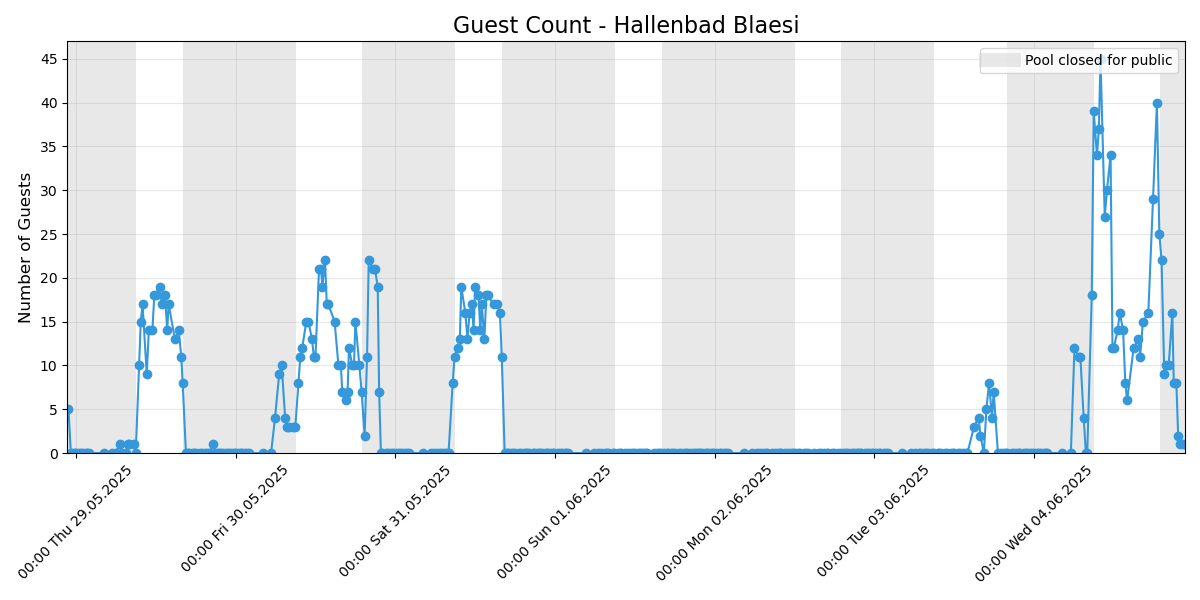 Guest Count - Hallenbad Blaesi
Pool closed for public
Number of Guests
45
40
35
30
25
20
15
10
5
0
00:00 Thu 29.05.2025
00:00 Fri 30.05.2025
00:00 Sat 31.05.2025
00:00 Sun 01.06.2025
00:00 Mon 02.06.2025
00:00 Tue 03.06.2025
00:00 Wed 04.06.2025